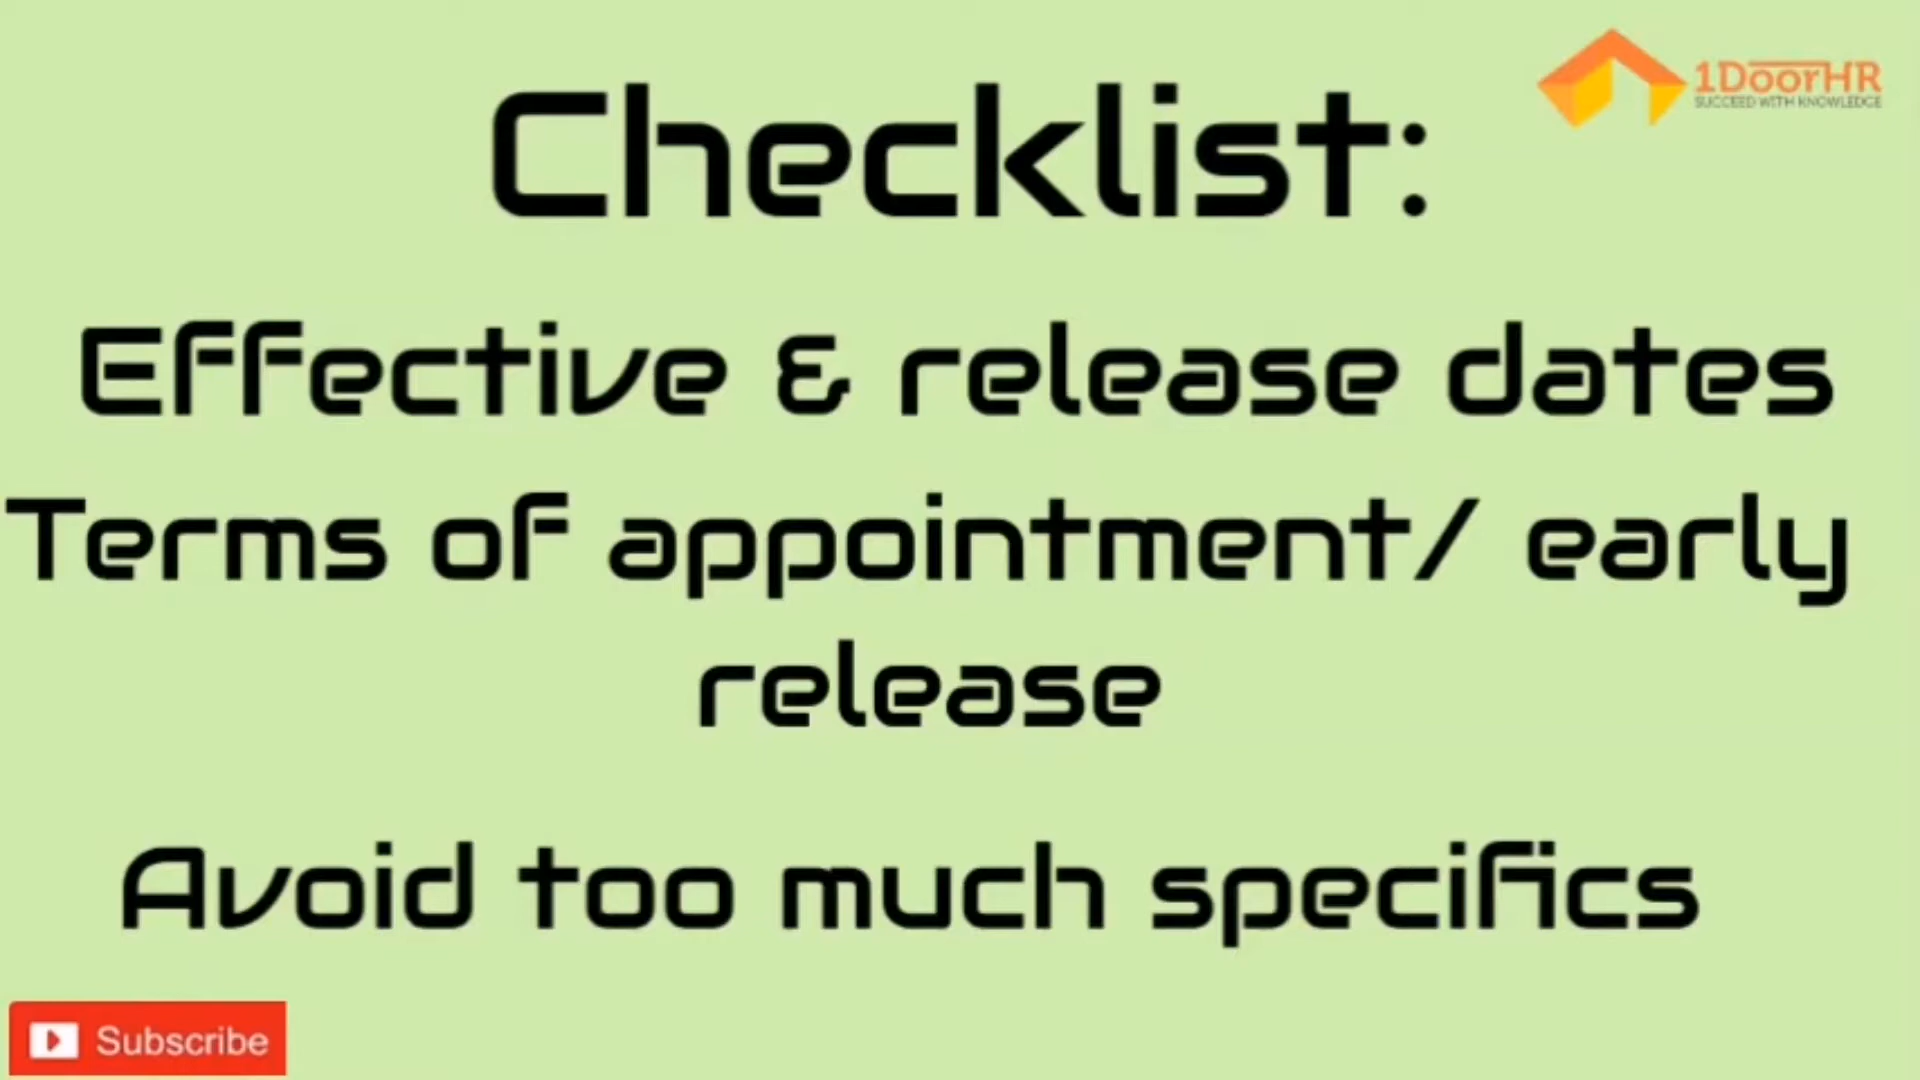 1DoorHR
SUCCEED WITH KNOWLEDGE
Checklist:
Effective & release dates
Terms of appointment/ early
release
Avoid too much specifics
Subscribe